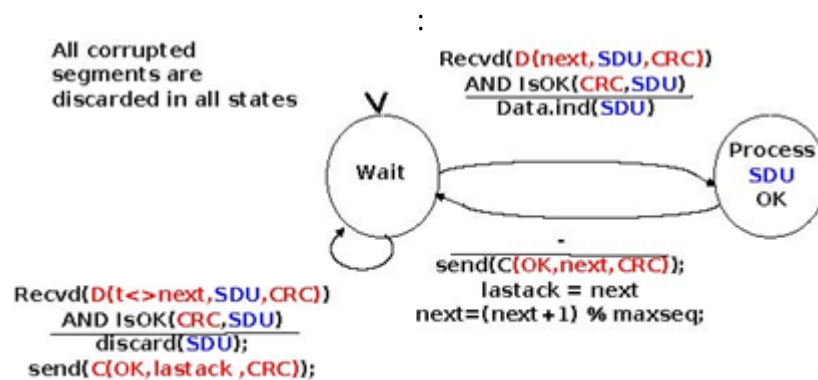 :
All corrupted
segments are
discarded in all states
Recvd(D(next,SDU,CRC))
AND IsOK(CRC,SDU)
Data.ind(SDU)
Wait
Process
SDU
OK
-
send(C(OK,next,CRC));
lastack = next
next=(next+1) % maxseq;
Recvd(D(t<>next,SDU,CRC))
AND IsOK(CRC,SDU)
discard(SDU);
send(C(OK,lastack ,CRC));